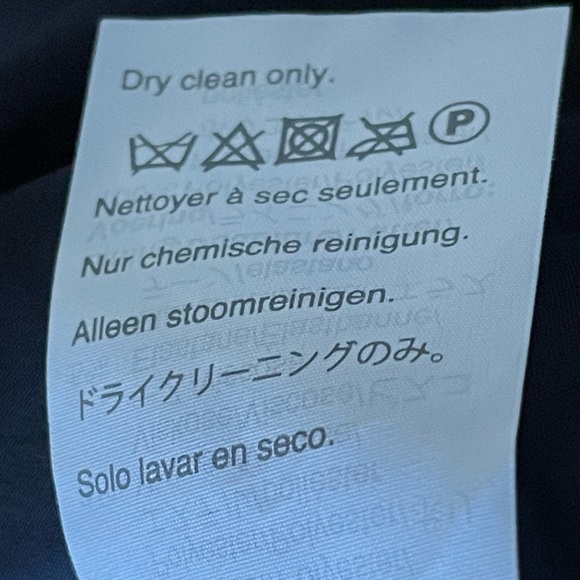 Dry clean only.
P
Nettoyer à sec seulement.
Nur chemische reinigung.
Alleen stoomreinigen.
ドライクリーニングのみ。
Solo lavar en seco.